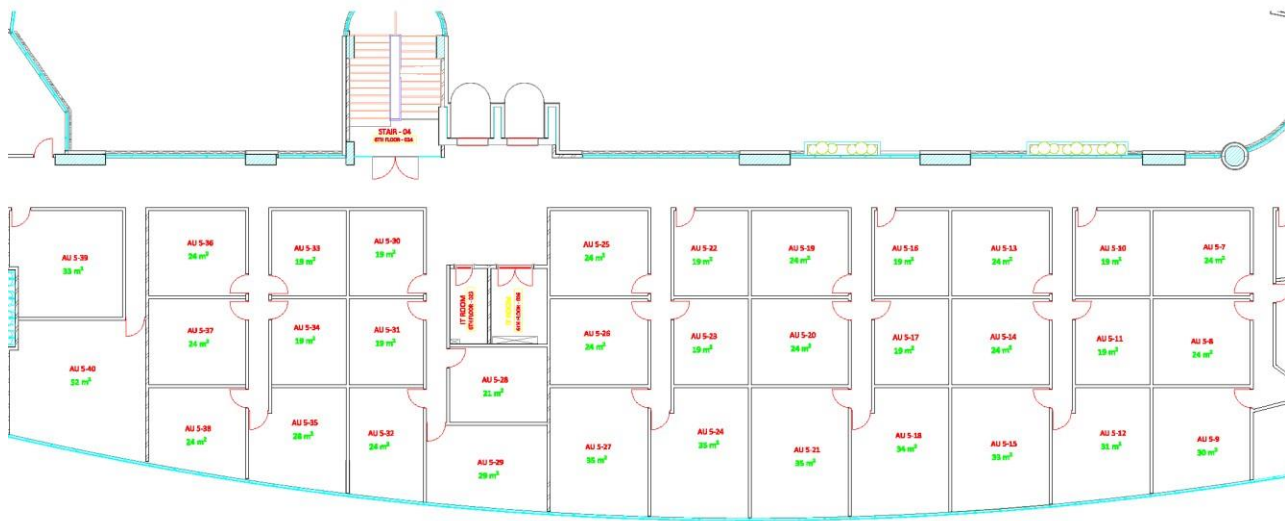 STAIR - 04
AU 5-39
33 m²
AU 5-36
24 m²
AU 5-33
19 m²
AU 5-30
19 m²
AU 5-25
24 m²
AU 5-22
19 m²
AU 5-19
24 m²
AU 5-16
19 m²
AU 5-13
24 m²
AU 5-10
19 m²
AU 5-7
24 m²
IT ROOM
AU 5-37
24 m²
AU 5-34
19 m²
AU 5-31
19 m²
AU 5-26
24 m²
AU 5-23
19 m²
AU 5-20
24 m²
AU 5-17
19 m²
AU 5-14
24 m²
AU 5-11
19 m²
AU 5-8
24 m²
AU 5-40
52 m²
AU 5-28
21 m²
AU 5-38
24 m²
AU 5-35
28 m²
AU 5-32
24 m²
AU 5-29
29 m²
AU 5-27
35 m²
AU 5-24
AU 5-21
35 m²
AU 5-18
34 m²
AU 5-15
33 m²
AU 5-12
31 m²
AU 5-9
30 m²